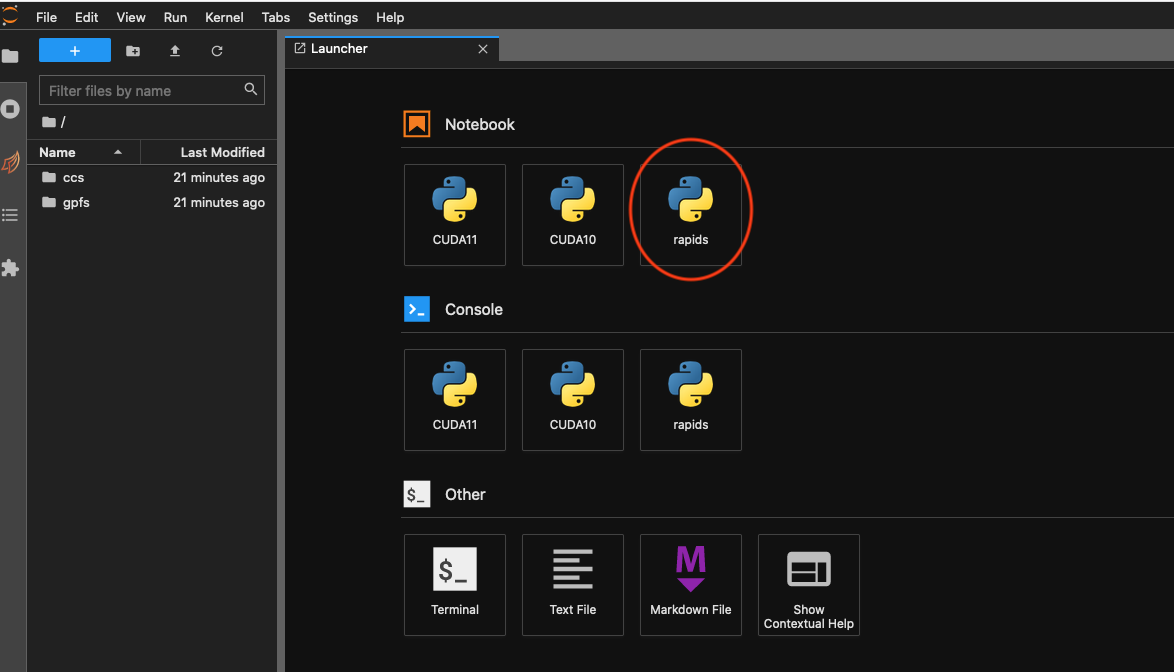 File Edit View Run Kernel Tabs Settings Help
+
Launcher
Filter files by name
/
Name Last Modified
ccs 21 minutes ago
gpfs 21 minutes ago
Notebook
CUDA11 CUDA10 rapids
Console
CUDA11 CUDA10 rapids
$_ Other
$_ M
Terminal Text File Markdown File Show
Contextual Help